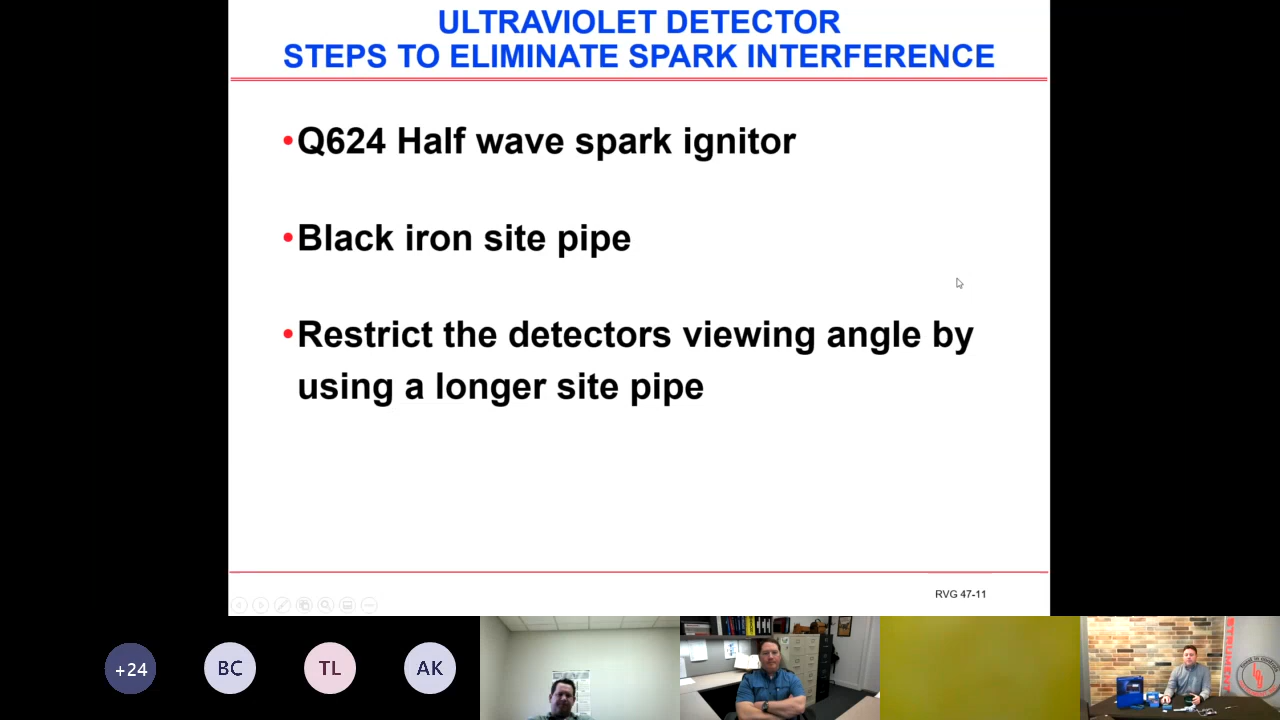 ULTRAVIOLET DETECTOR
STEPS TO ELIMINATE SPARK INTERFERENCE
•Q624 Half wave spark ignitor
•Black iron site pipe
•Restrict the detectors viewing angle by
using a longer site pipe
RVG 47-11
+24
BC
TL
AK
STRUMENT